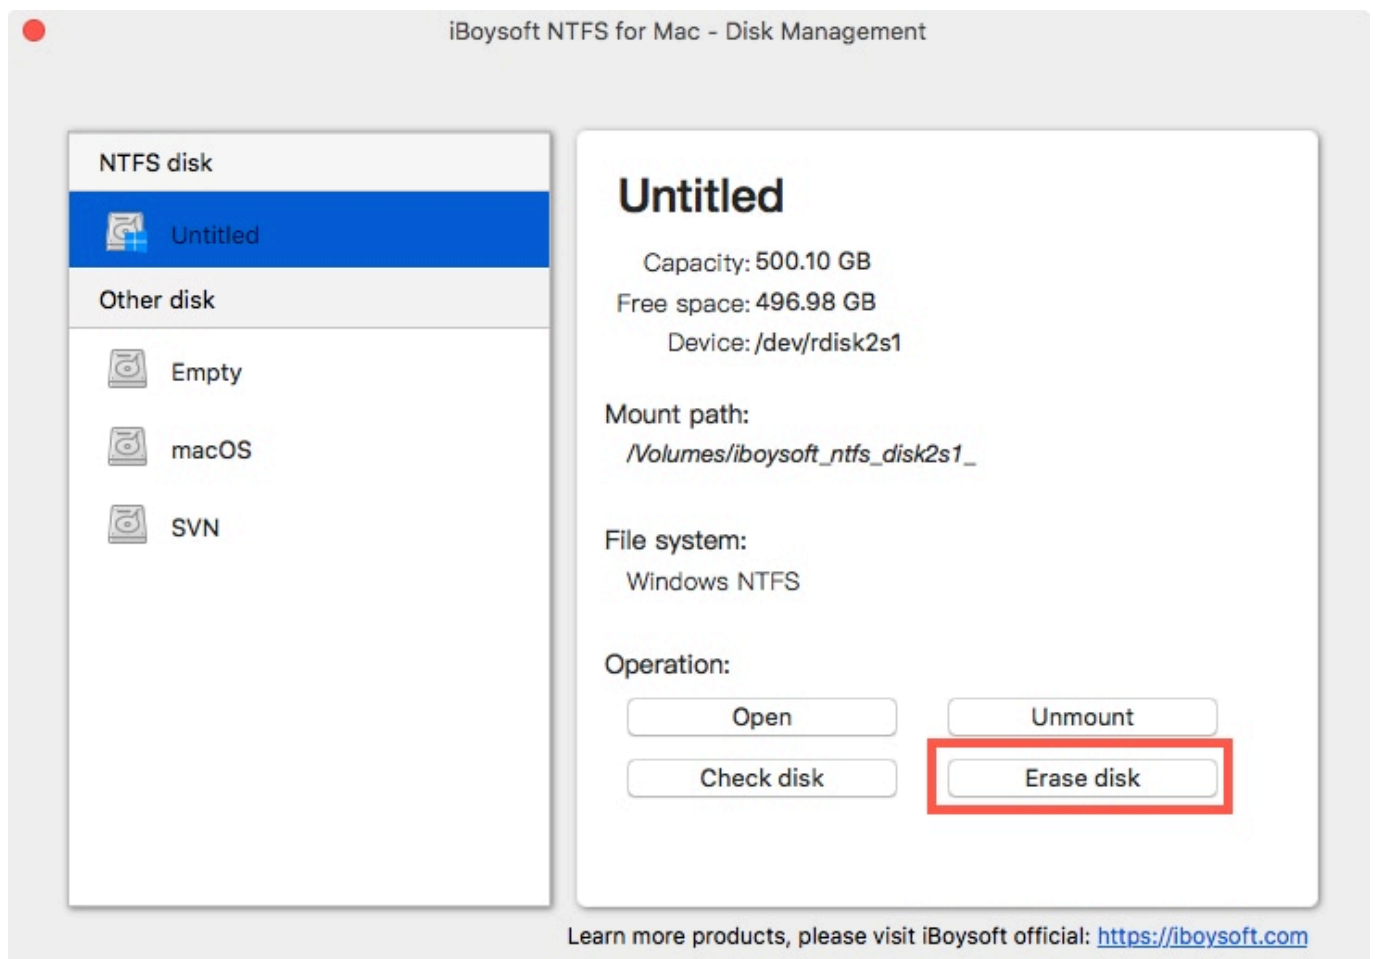 iBoysoft NTFS for Mac - Disk Management
NTFS disk
Untitled
Other disk
Empty
macOS
SVN
Untitled
Capacity: 500.10 GB
Free space: 496.98 GB
Device: /dev/rdisk2s1
Mount path:
/Volumes/iboysoft_ntfs_disk2s1_
File system:
Windows NTFS
Operation:
Open Unmount
Check disk Erase disk
Learn more products, please visit iBoysoft official: https://iboysoft.com